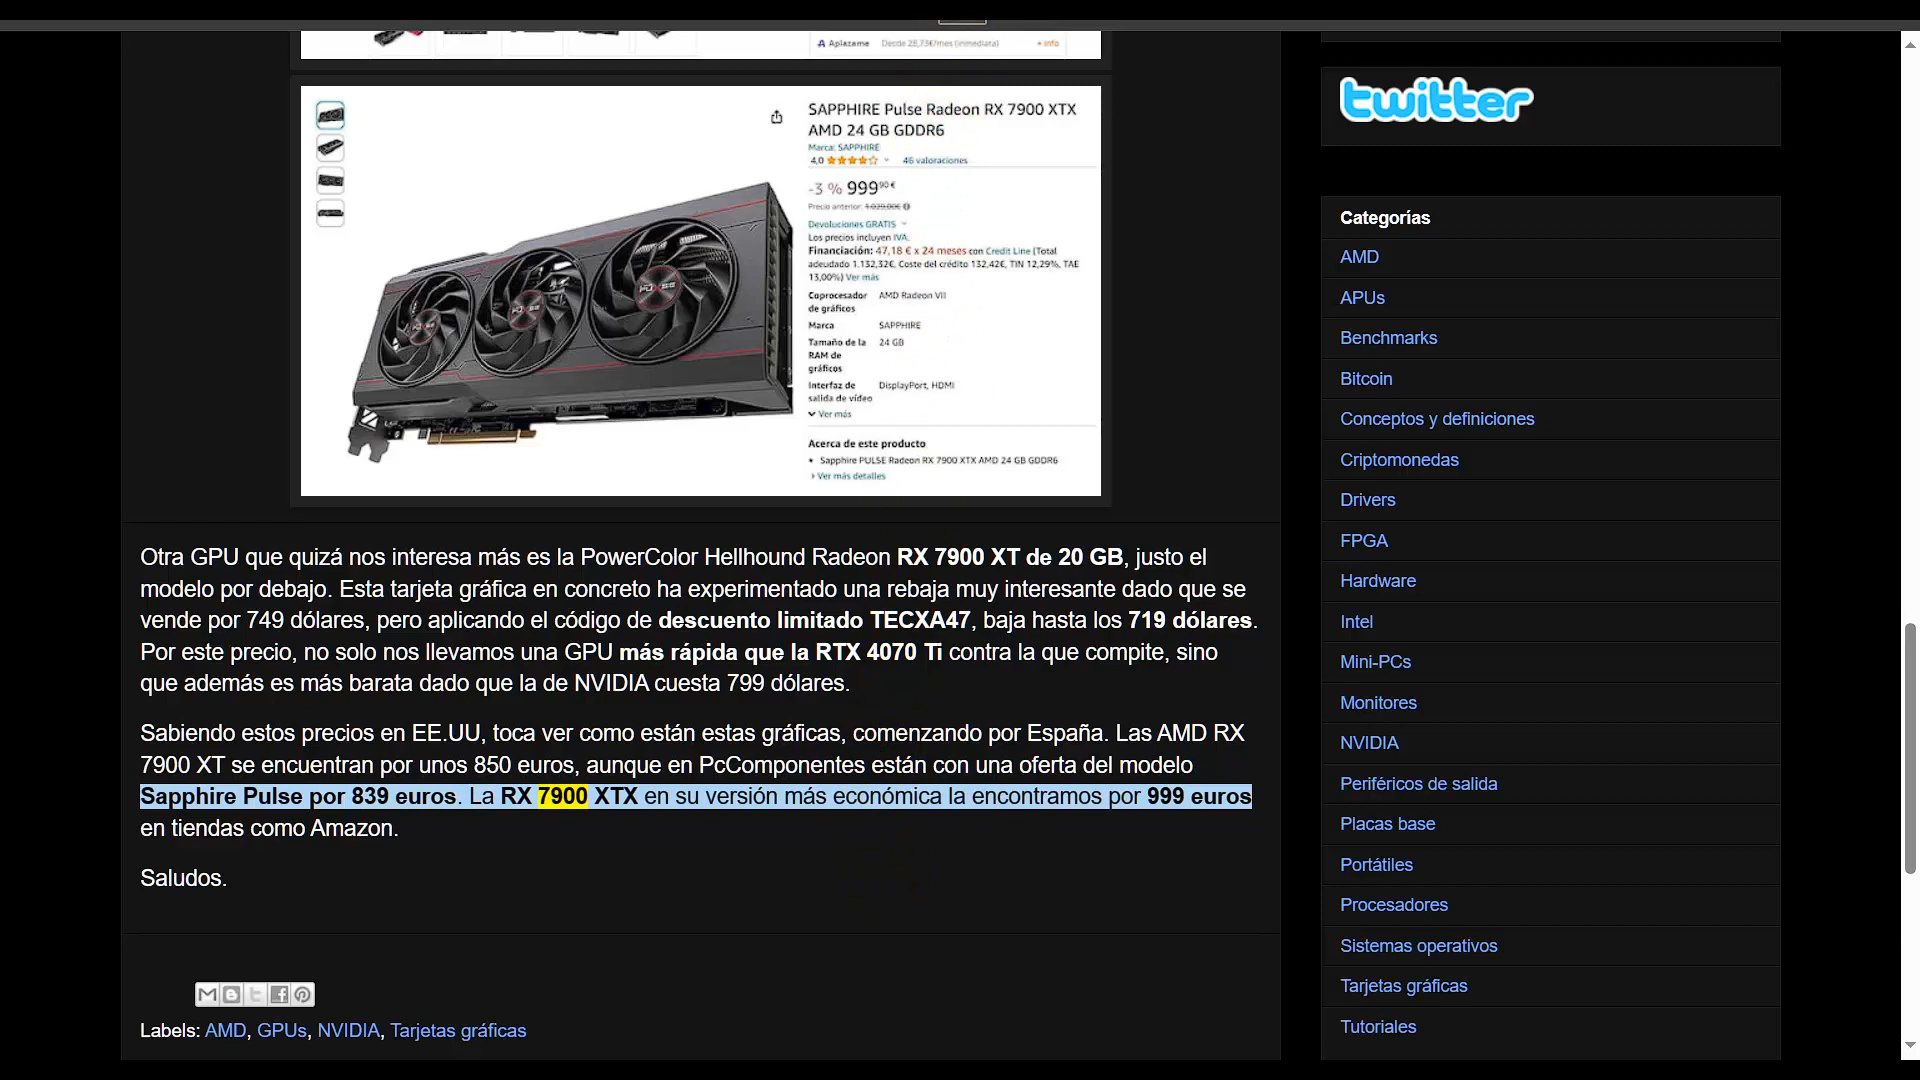 Aplazame Desde 28,73€/mes (inmediata) + info
SAPPHIRE Pulse Radeon RX 7900 XTX
AMD 24 GB GDDR6
Marca: SAPPHIRE
4,0 46 valoraciones
-3 % 999,90 €
Precio anterior: 1.029,00€
Devoluciones GRATIS
Los precios incluyen IVA.
Financiación: 47,18 € x 24 meses con Credit Line (Total
adeudado 1.132,32€, Coste del crédito 132,42€, TIN 12,29%, TAE
13,00%) Ver más
Coprocesador AMD Radeon VII
de gráficos
Marca SAPPHIRE
Tamaño de la 24 GB
RAM de
gráficos
Interfaz de DisplayPort, HDMI
salida de vídeo
Ver más
Acerca de este producto
• Sapphire PULSE Radeon RX 7900 XTX AMD 24 GB GDDR6
Ver más detalles
Otra GPU que quizá nos interesa más es la PowerColor Hellhound Radeon RX 7900 XT de 20 GB, justo el
modelo por debajo. Esta tarjeta gráfica en concreto ha experimentado una rebaja muy interesante dado que se
vende por 749 dólares, pero aplicando el código de descuento limitado TECXA47, baja hasta los 719 dólares.
Por este precio, no solo nos llevamos una GPU más rápida que la RTX 4070 Ti contra la que compite, sino
que además es más barata dado que la de NVIDIA cuesta 799 dólares.
Sabiendo estos precios en EE.UU, toca ver como están estas gráficas, comenzando por España. Las AMD RX
7900 XT se encuentran por unos 850 euros, aunque en PcComponentes están con una oferta del modelo
Sapphire Pulse por 839 euros. La RX 7900 XTX en su versión más económica la encontramos por 999 euros
en tiendas como Amazon.
Saludos.
Labels: AMD, GPUs, NVIDIA, Tarjetas gráficas
twitter
Categorías
AMD
APUs
Benchmarks
Bitcoin
Conceptos y definiciones
Criptomonedas
Drivers
FPGA
Hardware
Intel
Mini-PCs
Monitores
NVIDIA
Periféricos de salida
Placas base
Portátiles
Procesadores
Sistemas operativos
Tarjetas gráficas
Tutoriales